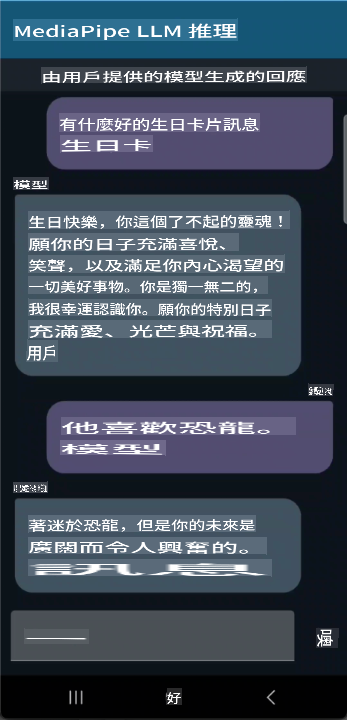 MediaPipe LLM 推理
由用戶提供的模型生成的回應
有什麼好的生日卡片訊息
生日卡
模型
生日快樂，你這個了不起的靈魂！
願你的日子充滿喜悅、
笑聲，以及滿足你內心渴望的
一切美好事物。你是獨一無二的，
我很幸運認識你。願你的特別日子
充滿愛、光芒與祝福。
用戶
他喜歡恐龍。
模型
著迷於恐龍，但是你的未來是
廣闊而令人興奮的。
訊息
好